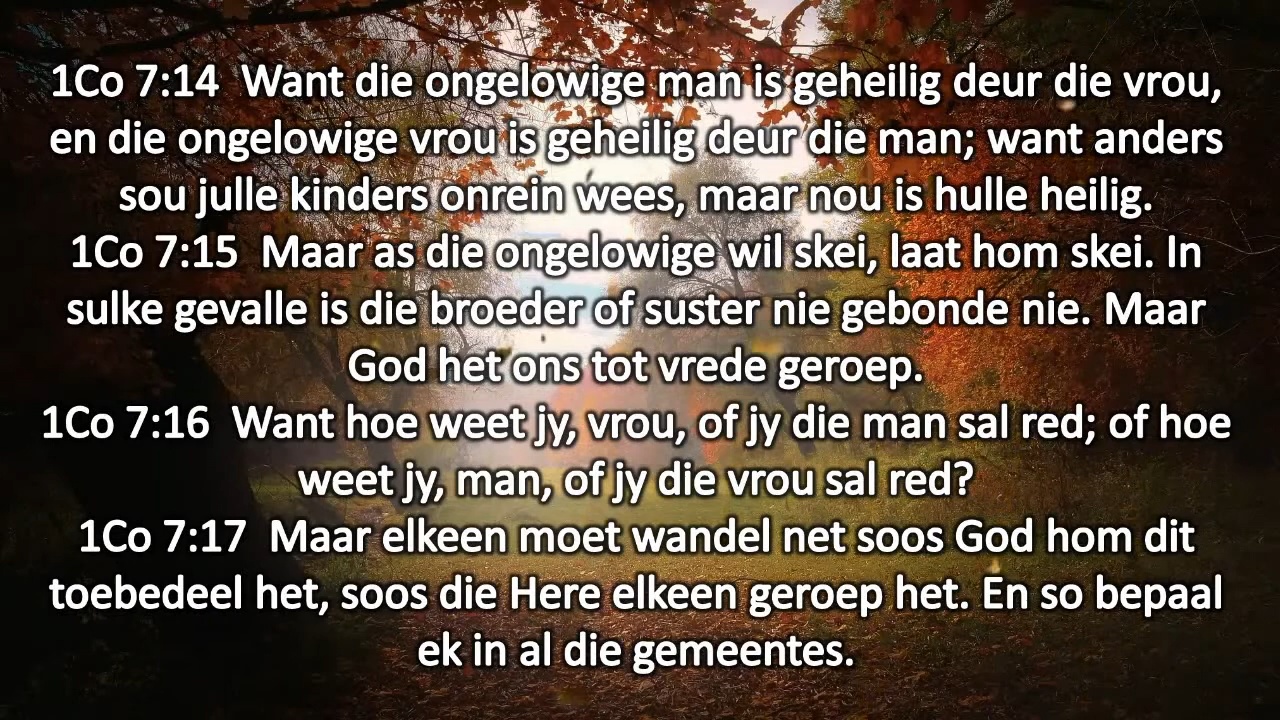 1Co 7:14  Want die ongelowige man is geheilig deur die vrou,
en die ongelowige vrou is geheilig deur die man; want anders
sou julle kinders onrein wees, maar nou is hulle heilig.
1Co 7:15  Maar as die ongelowige wil skei, laat hom skei. In
sulke gevalle is die broeder of suster nie gebonde nie. Maar
God het ons tot vrede geroep.
1Co 7:16  Want hoe weet jy, vrou, of jy die man sal red; of hoe
weet jy, man, of jy die vrou sal red?
1Co 7:17  Maar elkeen moet wandel net soos God hom dit
toebedeel het, soos die Here elkeen geroep het. En so bepaal
ek in al die gemeentes.